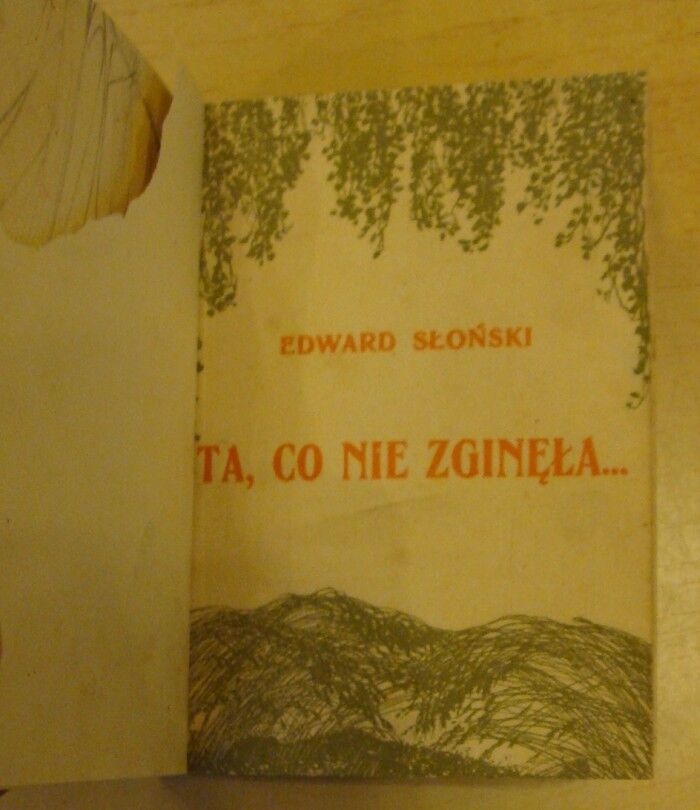 EDWARD SŁOŃSKI
TA, CO NIE ZGINĘŁA...